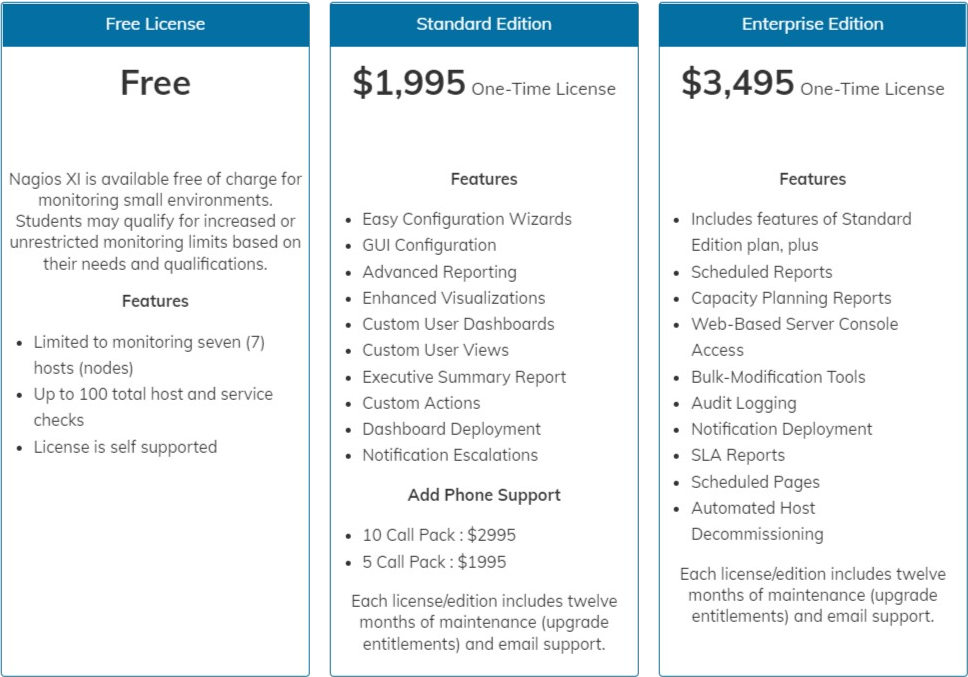 Free License
Free
Nagios XI is available free of charge for
monitoring small environments.
Students may qualify for increased or
unrestricted monitoring limits based on
their needs and qualifications.
Features
• Limited to monitoring seven (7)
hosts (nodes)
• Up to 100 total host and service
checks
• License is self supported
Standard Edition
$1,995 One-Time License
Features
• Easy Configuration Wizards
• GUI Configuration
• Advanced Reporting
• Enhanced Visualizations
• Custom User Dashboards
• Custom User Views
• Executive Summary Report
• Custom Actions
• Dashboard Deployment
• Notification Escalations
Add Phone Support
• 10 Call Pack : $2995
• 5 Call Pack : $1995
Each license/edition includes twelve
months of maintenance (upgrade
entitlements) and email support.
Enterprise Edition
$3,495 One-Time License
Features
• Includes features of Standard
Edition plan, plus
• Scheduled Reports
• Capacity Planning Reports
• Web-Based Server Console
Access
• Bulk-Modification Tools
• Audit Logging
• Notification Deployment
• SLA Reports
• Scheduled Pages
• Automated Host
Decommissioning
Each license/edition includes twelve
months of maintenance (upgrade
entitlements) and email support.